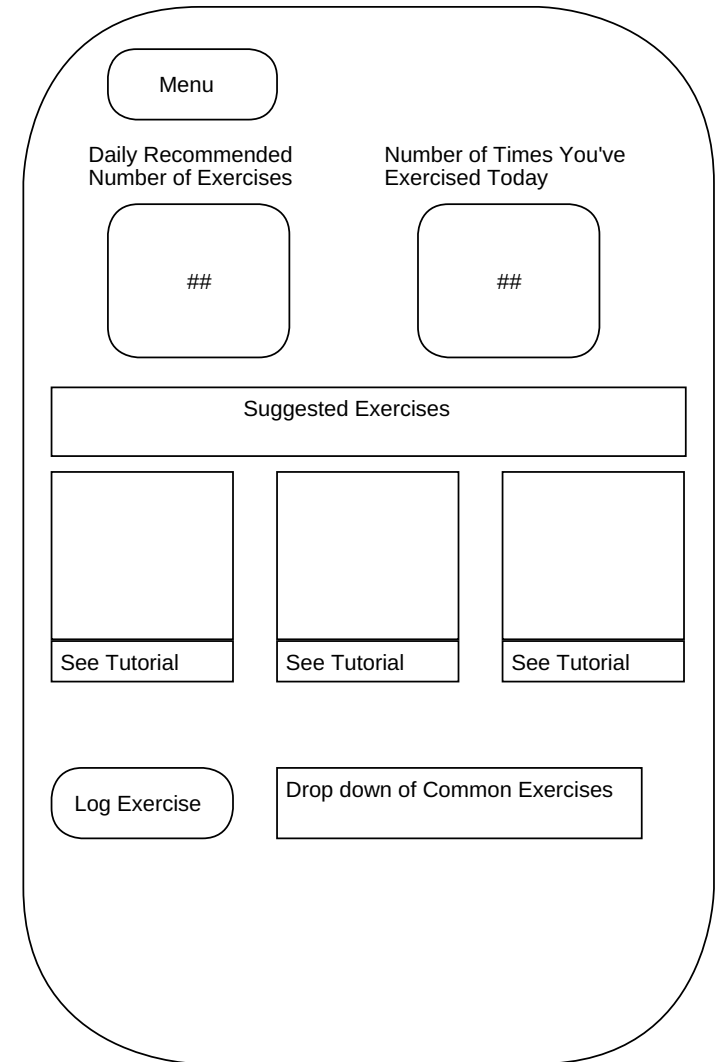 Menu
Daily Recommended
Number of Exercises
Number of Times You've
Exercised Today
##
##
Suggested Exercises
See Tutorial
See Tutorial
See Tutorial
Log Exercise
Drop down of Common Exercises